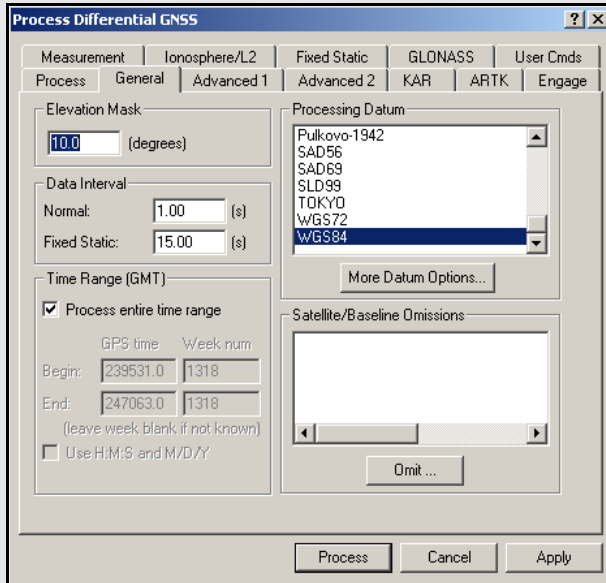 Process Differential GNSS
Measurement Ionosphere/L2 Fixed Static GLONASS User Cmds
Process General Advanced 1 Advanced 2 KAR ARTK Engage
Elevation Mask
10.0 (degrees)
Data Interval
Normal: 1.00 (s)
Fixed Static: 15.00 (s)
Time Range (GMT)
Process entire time range
GPS time Week num
Begin: 239531.0 1318
End: 247063.0 1318
(leave week blank if not known)
Use H:M:S and M/D/Y
Processing Datum
Pulkovo-1942
SAD56
SAD69
SLD99
TOKYO
WGS72
WGS84
More Datum Options...
Satellite/Baseline Omissions
Omit ...
Process Cancel Apply